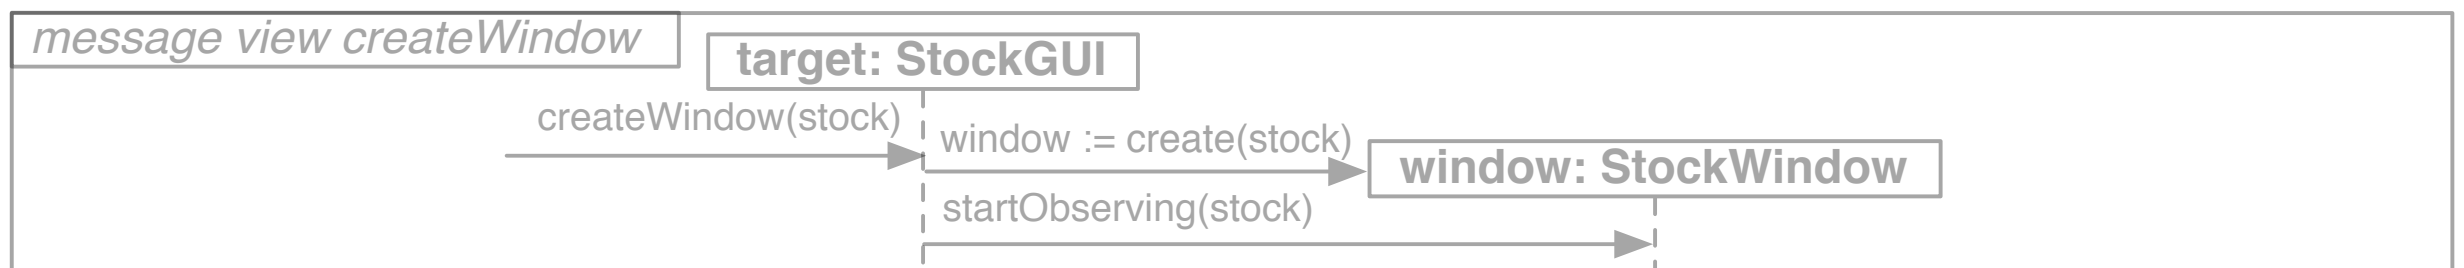 message view createWindow
target: StockGUI
createWindow(stock)
window := create(stock)
window: StockWindow
startObserving(stock)